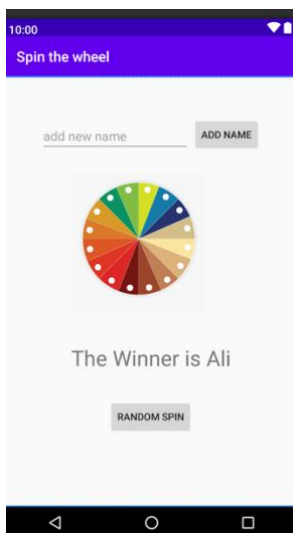 10:00
Spin the wheel
add new name ADD NAME
The Winner is Ali
RANDOM SPIN